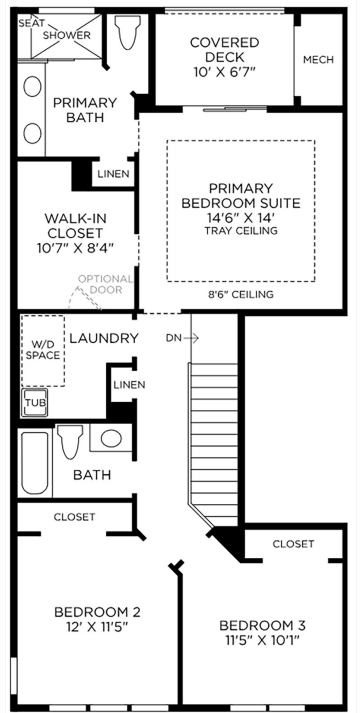 SEAT
SHOWER
COVERED
DECK
10' X 6'7"
MECH
PRIMARY
BATH
LINEN
PRIMARY
BEDROOM SUITE
14'6" X 14'
TRAY CEILING
8'6" CEILING
WALK-IN
CLOSET
10'7" X 8'4"
OPTIONAL
DOOR
LAUNDRY
DN
W/D
SPACE
LINEN
TUB
BATH
CLOSET
CLOSET
BEDROOM 2
12' X 11'5"
BEDROOM 3
11'5" X 10'1"